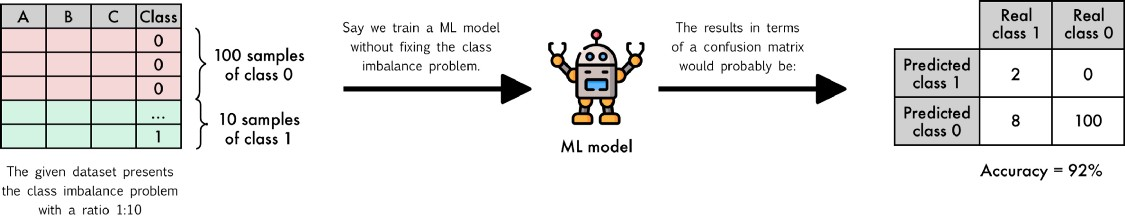 A B C Class
0
0
0
...
1
100 samples
of class 0
10 samples
of class 1
The given dataset presents
the class imbalance problem
with a ratio 1:10
Say we train a ML model
without fixing the class
imbalance problem.
ML model
The results in terms
of a confusion matrix
would probably be:
Real
class 1
Real
class 0
Predicted
class 1
2 0
Predicted
class 0
8 100
Accuracy = 92%